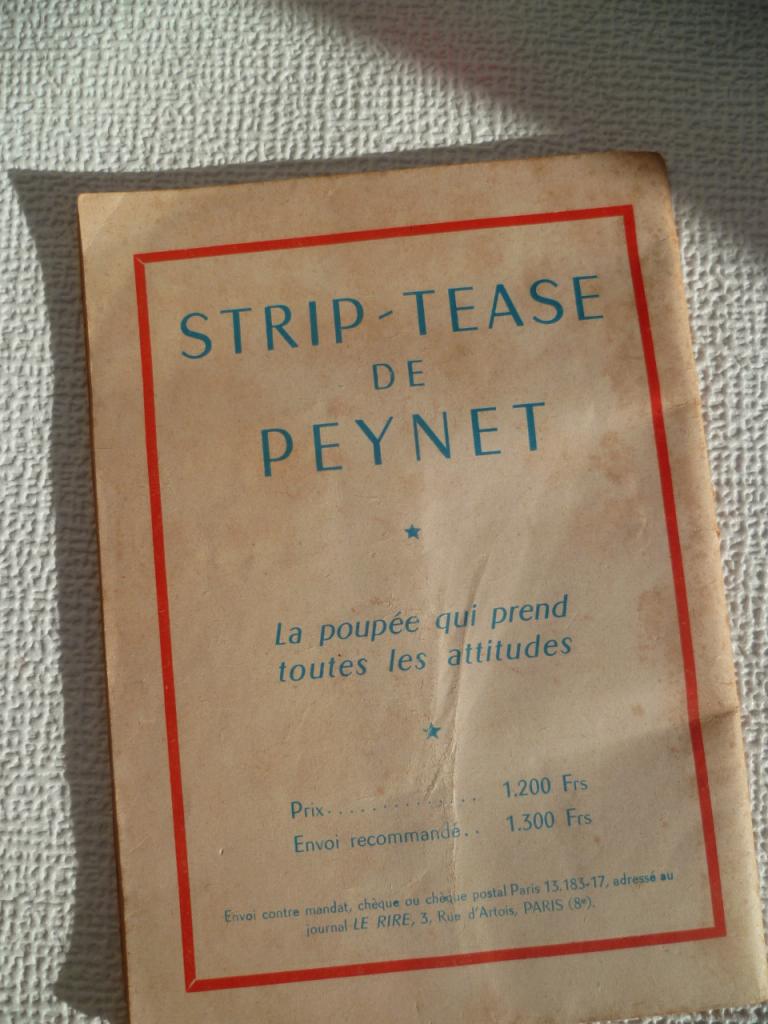 STRIP-TEASE
DE
PEYNET
La poupée qui prend
toutes les attitudes
Prix.............. 1.200 Frs
Envoi recommandé.. 1.300 Frs
Envoi contre mandat, chèque ou chèque postal Paris 13.183-17, adressé au
journal LE RIRE, 3, Rue d'Artois, PARIS (8e).